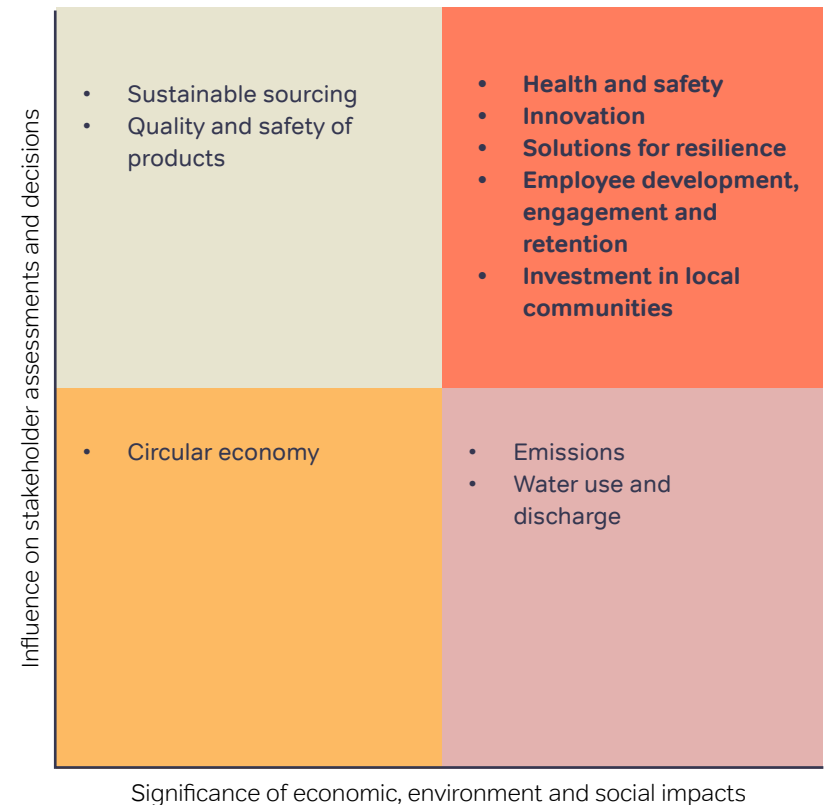 Influence on stakeholder assessments and decisions
• Sustainable sourcing
• Quality and safety of
products
• Health and safety
• Innovation
• Solutions for resilience
• Employee development,
engagement and
retention
• Investment in local
communities
• Circular economy
• Emissions
• Water use and
discharge
Significance of economic, environment and social impacts